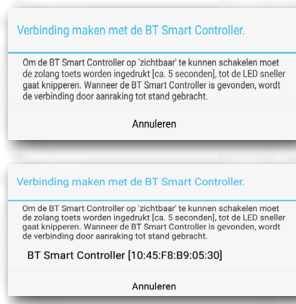 Verbinding maken met de BT Smart Controller.
Om de BT Smart Controller op 'zichtbaar' te kunnen schakelen moet
de zolang toets worden ingedrukt [ca. 5 seconden], tot de LED sneller
gaat knipperen. Wanneer de BT Smart Controller is gevonden, wordt
de verbinding door aanraking tot stand gebracht.
Annuleren
Verbinding maken met de BT Smart Controller.
Om de BT Smart Controller op 'zichtbaar' te kunnen schakelen moet
de zolang toets worden ingedrukt [ca. 5 seconden], tot de LED sneller
gaat knipperen. Wanneer de BT Smart Controller is gevonden, wordt
de verbinding door aanraking tot stand gebracht.
BT Smart Controller [10:45:F8:B9:05:30]
Annuleren